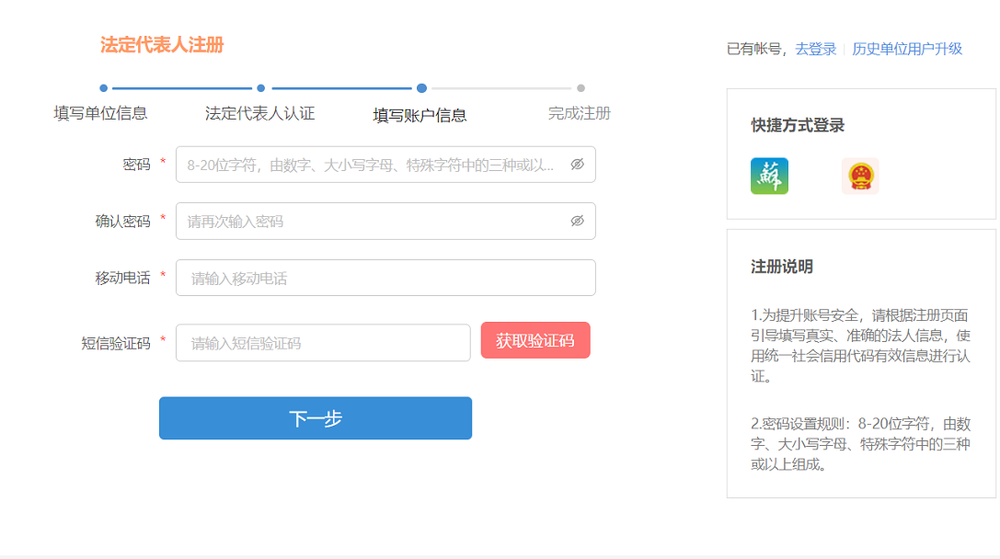 法定代表人注册
已有帐号，去登录 历史单位用户升级
填写单位信息 法定代表人认证 填写账户信息 完成注册
密码 * 8-20位字符，由数字、大小写字母、特殊字符中的三种或以...
确认密码 * 请再次输入密码
移动电话 * 请输入移动电话
短信验证码 * 请输入短信验证码 获取验证码
下一步
快捷方式登录
蘇
注册说明
1.为提升账号安全，请根据注册页面
引导填写真实、准确的法人信息，使
用统一社会信用代码有效信息进行认
证。
2.密码设置规则：8-20位字符，由数
字、大小写字母、特殊字符中的三种
或以上组成。